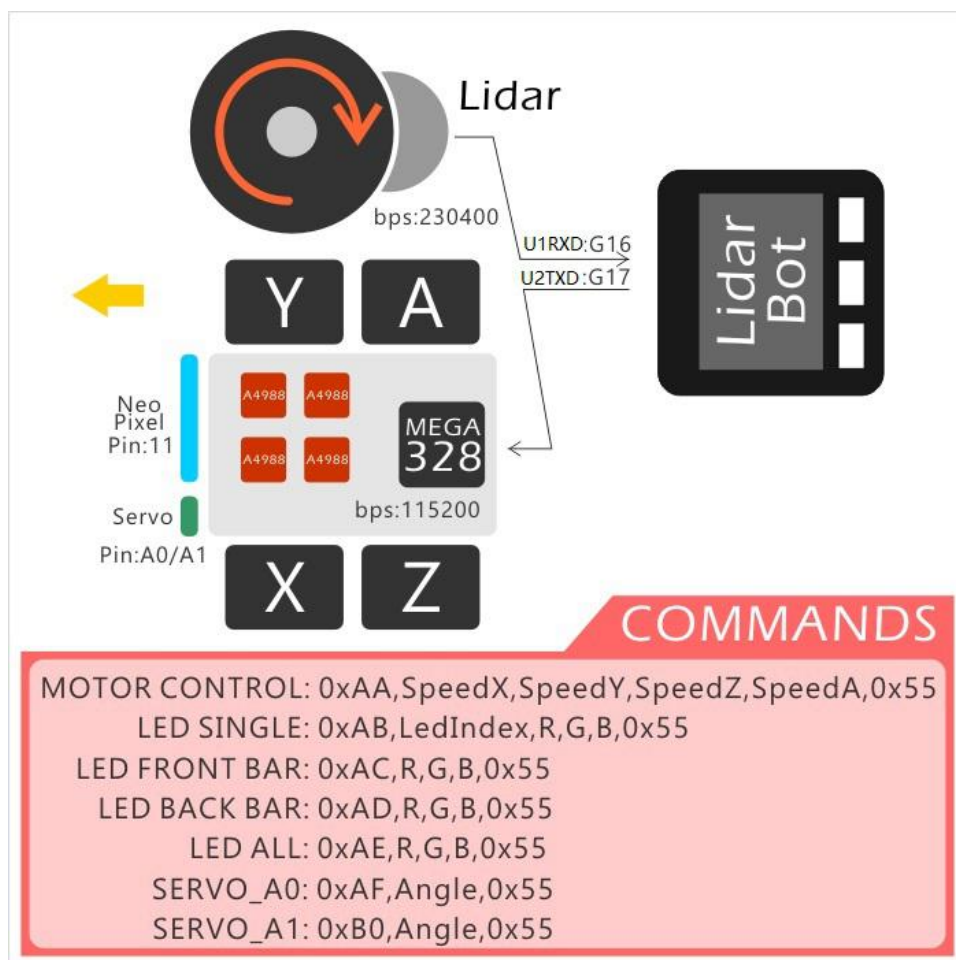 Lidar
bps:230400
U1RXD:G16
U2TXD:G17
Lidar
Bot
Y
A
Neo
Pixel
Pin:11
A4988
A4988
A4988
A4988
MEGA
328
bps:115200
Servo
Pin:A0/A1
X
Z
COMMANDS
MOTOR CONTROL: 0xAA,SpeedX,SpeedY,SpeedZ,SpeedA,0x55
LED SINGLE: 0xAB,LedIndex,R,G,B,0x55
LED FRONT BAR: 0xAC,R,G,B,0x55
LED BACK BAR: 0xAD,R,G,B,0x55
LED ALL: 0xAE,R,G,B,0x55
SERVO_A0: 0xAF,Angle,0x55
SERVO_A1: 0xB0,Angle,0x55